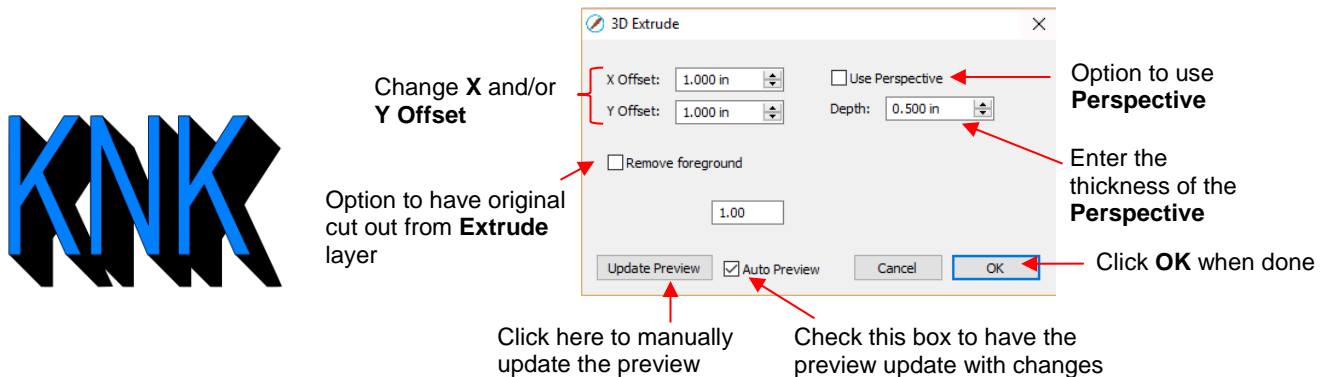 KNK
3D Extrude
Change X and/or
Y Offset
X Offset: 1.000 in
Y Offset: 1.000 in
Use Perspective
Depth: 0.500 in
Option to use
Perspective
Remove foreground
Enter the
thickness of the
Perspective
Option to have original
cut out from Extrude
layer
1.00
Update Preview
Auto Preview
Cancel
OK
Click OK when done
Click here to manually
update the preview
Check this box to have the
preview update with changes